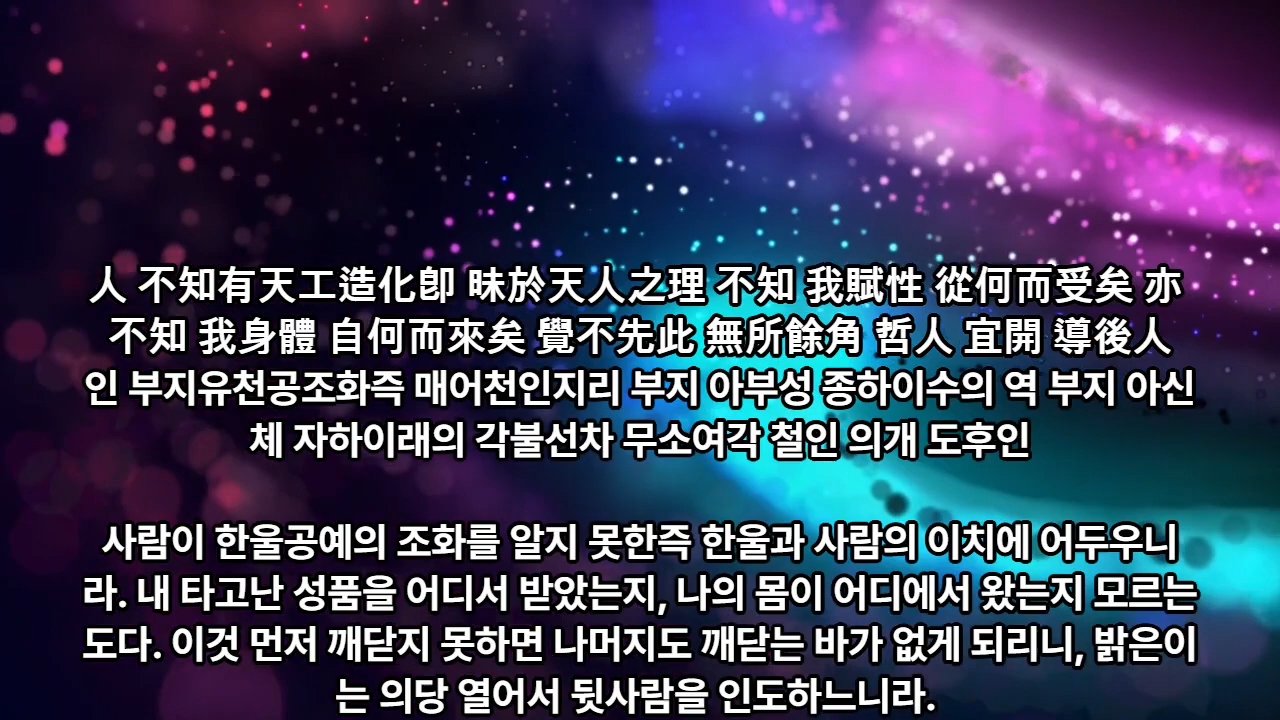 人 不知有天工造化卽 昧於天人之理 不知 我賦性 從何而受矣 亦
不知 我身體 自何而來矣 覺不先此 無所餘角 哲人 宜開 導後人
인 부지유천공조화즉 매어천인지리 부지 아부성 종하이수의 역 부지 아신
체 자하이래의 각불선차 무소여각 철인 의개 도후인
사람이 한울공예의 조화를 알지 못한즉 한울과 사람의 이치에 어두우니
라. 내 타고난 성품을 어디서 받았는지, 나의 몸이 어디에서 왔는지 모르는
도다. 이것 먼저 깨닫지 못하면 나머지도 깨닫는 바가 없게 되리니, 밝은이
는 의당 열어서 뒷사람을 인도하느니라.